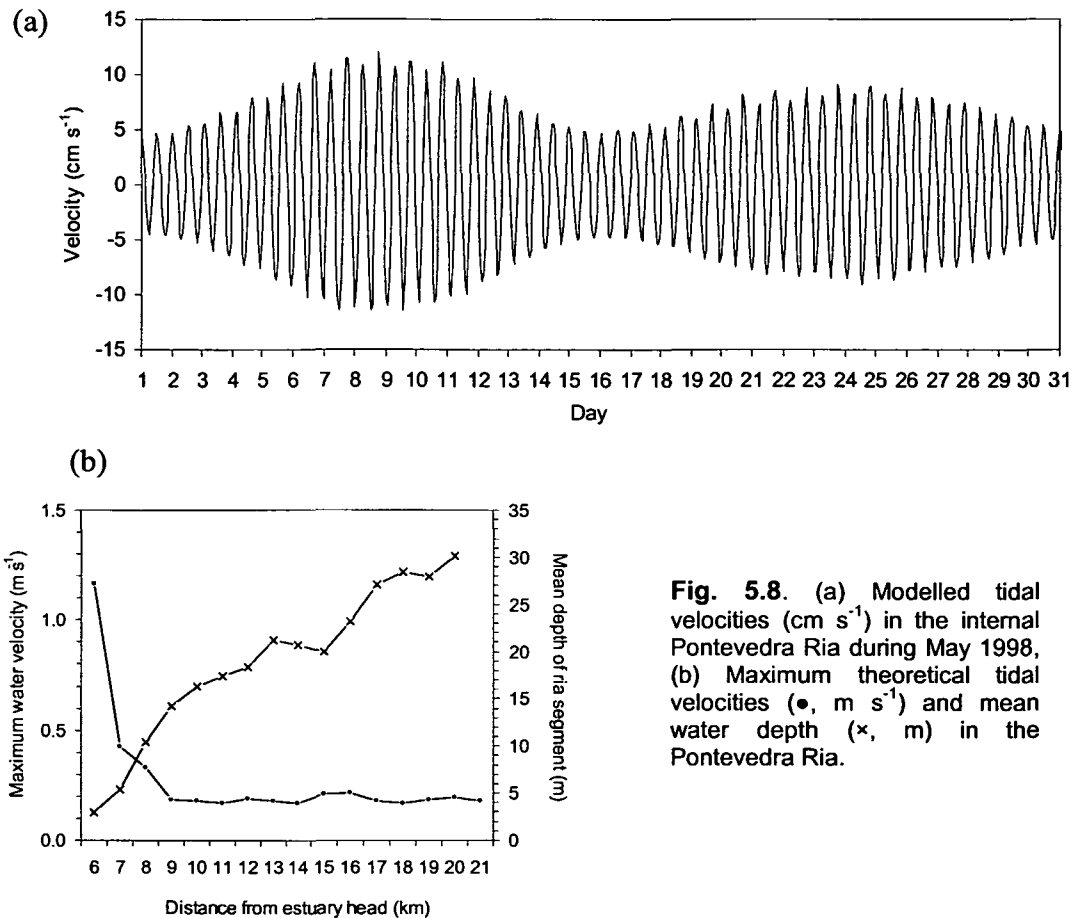 (a)
Velocity (cm s⁻¹)
15
10
5
0
-5
-10
-15
1 2 3 4 5 6 7 8 9 10 11 12 13 14 15 16 17 18 19 20 21 22 23 24 25 26 27 28 29 30 31
Day
(b)
Maximum water velocity (m s⁻¹)
1.5
1.0
0.5
0.0
35
30
25
20
15
10
5
0
Mean depth of ria segment (m)
6 7 8 9 10 11 12 13 14 15 16 17 18 19 20 21
Distance from estuary head (km)
Fig. 5.8. (a) Modelled tidal
velocities (cm s⁻¹) in the internal
Pontevedra Ria during May 1998,
(b) Maximum theoretical tidal
velocities (●, m s⁻¹) and mean
water depth (×, m) in the
Pontevedra Ria.